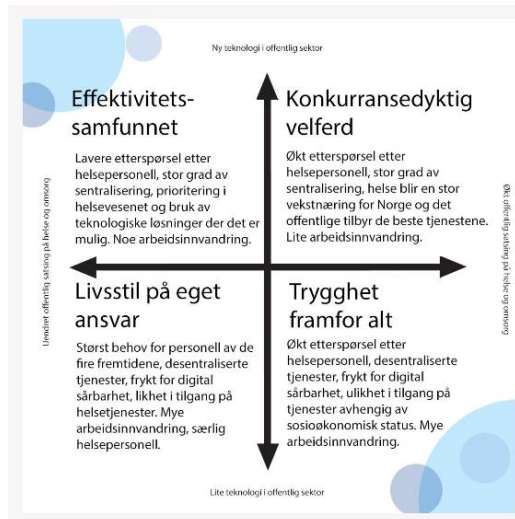 Ny teknologi i offentlig sektor
Effektivitets-
samfunnet
Lavere etterspørsel etter
helsepersonell, stor grad av
sentralisering, prioritering i
helsevesenet og bruk av
teknologiske løsninger der det er
mulig. Noe arbeidsinnvandring.
Konkurransedyktig
velferd
Økt etterspørsel etter
helsepersonell, stor grad av
sentralisering, helse blir en stor
vekstnæring for Norge og det
offentlige tilbyr de beste tjenestene.
Lite arbeidsinnvandring.
Uendret offentlig satsing på helse og omsorg
Økt offentlig satsing på helse og omsorg
Livsstil på eget
ansvar
Størst behov for personell av de
fire fremtidene, desentraliserte
tjenester, frykt for digital
sårbarhet, likhet i tilgang på
helsetjenester. Mye
arbeidsinnvandring, særlig
helsepersonell.
Trygghet
framfor alt
Økt etterspørsel etter
helsepersonell, desentraliserte
tjenester, frykt for digital
sårbarhet, ulikhet i tilgang på
tjenester avhengig av
sosioøkonomisk status. Mye
arbeidsinnvandring.
Lite teknologi i offentlig sektor